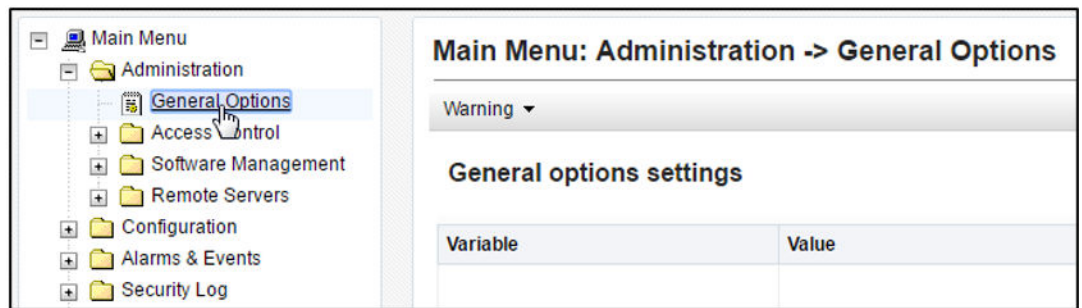 Main Menu
Administration
General Options
Access Control
Software Management
Remote Servers
Configuration
Alarms & Events
Security Log
Main Menu: Administration -> General Options
Warning
General options settings
Variable Value